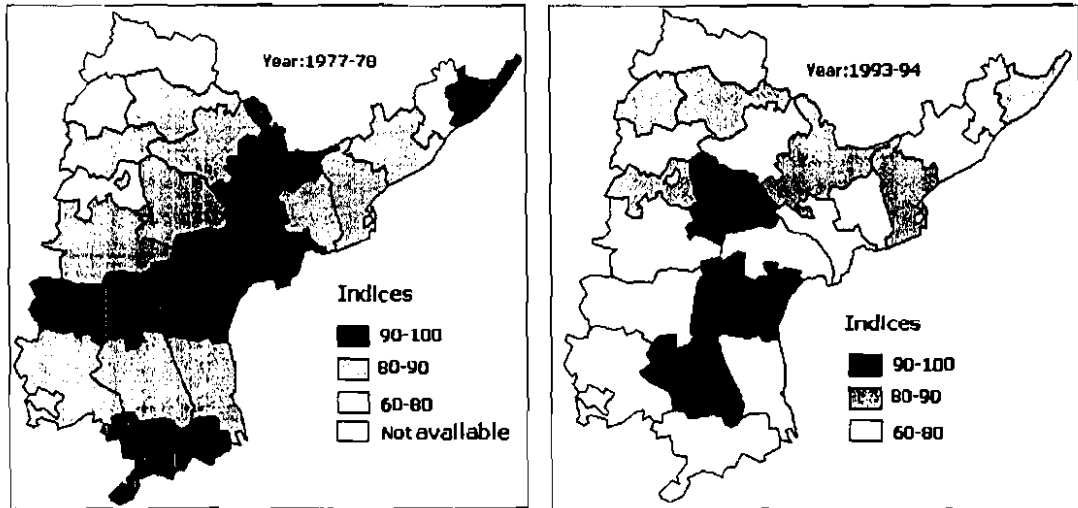 Year:1977-78
Indices
90-100
80-90
60-80
Not available
Year:1993-94
Indices
90-100
80-90
60-80